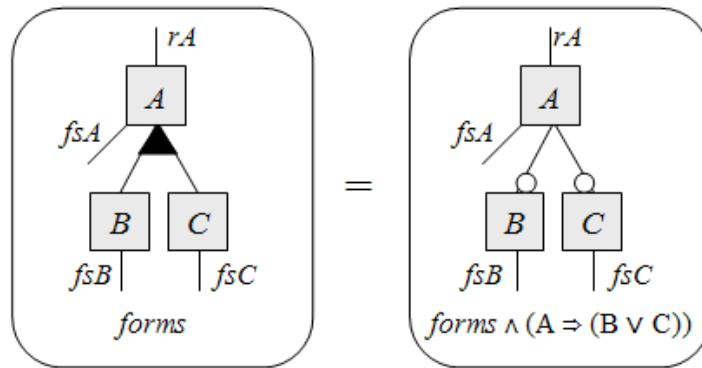 rA
A
fsA
B
C
fsB
fsC
forms
=
rA
A
fsA
B
C
fsB
fsC
forms ∧ (A ⇒ (B ∨ C))